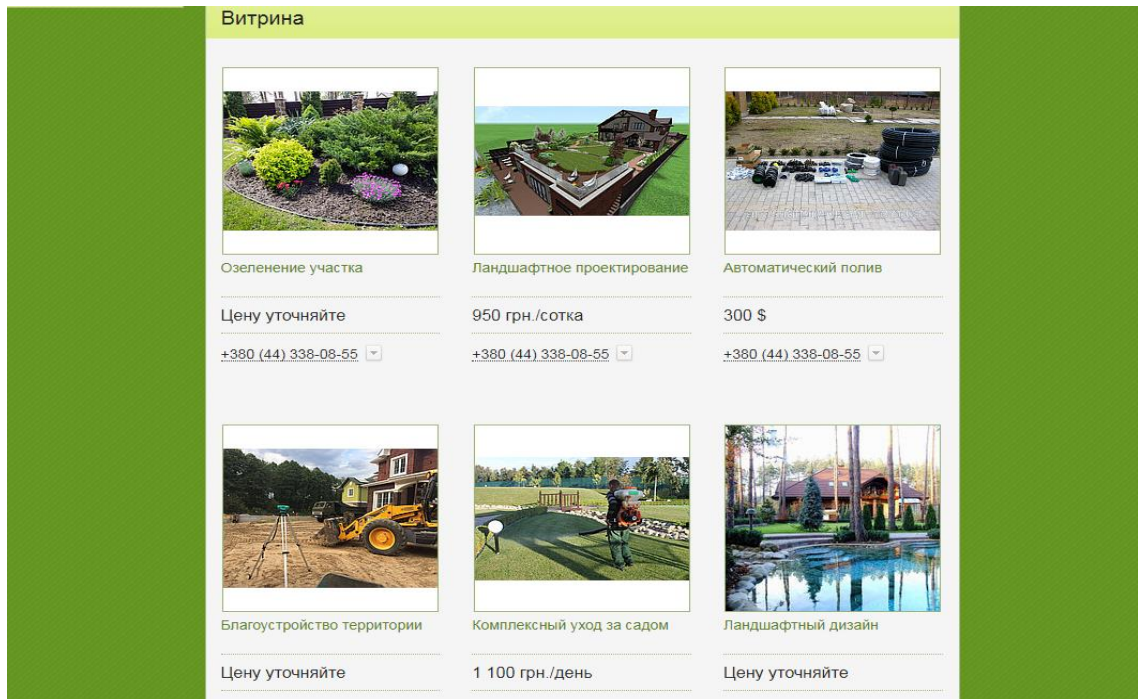 Витрина
Озеленение участка
Ландшафтное проектирование
Автоматический полив
Цену уточняйте
950 грн./сотка
300 $
+380 (44) 338-08-55
+380 (44) 338-08-55
+380 (44) 338-08-55
Благоустройство территории
Комплексный уход за садом
Ландшафтный дизайн
Цену уточняйте
1 100 грн./день
Цену уточняйте